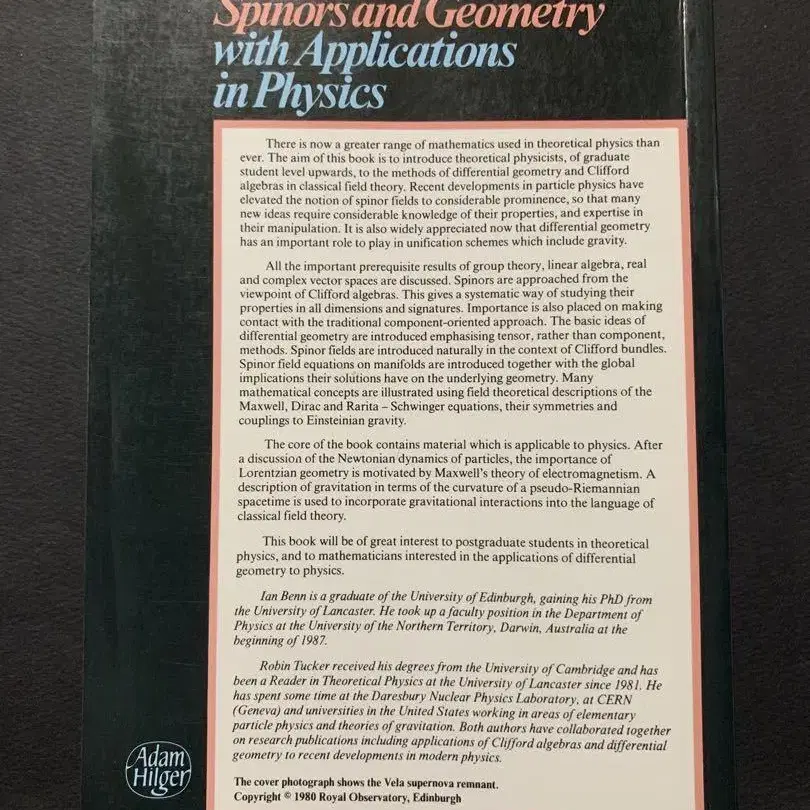 Spinors and Geometry
with Applications
in Physics
There is now a greater range of mathematics used in theoretical physics than
ever. The aim of this book is to introduce theoretical physicists, of graduate
student level upwards, to the methods of differential geometry and Clifford
algebras in classical field theory. Recent developments in particle physics have
elevated the notion of spinor fields to considerable prominence, so that many
new ideas require considerable knowledge of their properties, and expertise in
their manipulation. It is also widely appreciated now that differential geometry
has an important role to play in unification schemes which include gravity.
All the important prerequisite results of group theory, linear algebra, real
and complex vector spaces are discussed. Spinors are approached from the
viewpoint of Clifford algebras. This gives a systematic way of studying their
properties in all dimensions and signatures. Importance is also placed on making
contact with the traditional component-oriented approach. The basic ideas of
differential geometry are introduced emphasising tensor, rather than component,
methods. Spinor fields are introduced naturally in the context of Clifford bundles.
Spinor field equations on manifolds are introduced together with the global
implications their solutions have on the underlying geometry. Many
mathematical concepts are illustrated using field theoretical descriptions of the
Maxwell, Dirac and Rarita – Schwinger equations, their symmetries and
couplings to Einsteinian gravity.
The core of the book contains material which is applicable to physics. After
a discussion of the Newtonian dynamics of particles, the importance of
Lorentzian geometry is motivated by Maxwell's theory of electromagnetism. A
description of gravitation in terms of the curvature of a pseudo-Riemannian
spacetime is used to incorporate gravitational interactions into the language of
classical field theory.
This book will be of great interest to postgraduate students in theoretical
physics, and to mathematicians interested in the applications of differential
geometry to physics.
Ian Benn is a graduate of the University of Edinburgh, gaining his PhD from
the University of Lancaster. He took up a faculty position in the Department of
Physics at the University of the Northern Territory, Darwin, Australia at the
beginning of 1987.
Robin Tucker received his degrees from the University of Cambridge and has
been a Reader in Theoretical Physics at the University of Lancaster since 1981. He
has spent some time at the Daresbury Nuclear Physics Laboratory, at CERN
(Geneva) and universities in the United States working in areas of elementary
particle physics and theories of gravitation. Both authors have collaborated together
on research publications including applications of Clifford algebras and differential
geometry to recent developments in modern physics.
The cover photograph shows the Vela supernova remnant.
Copyright © 1980 Royal Observatory, Edinburgh
Adam
Hilger